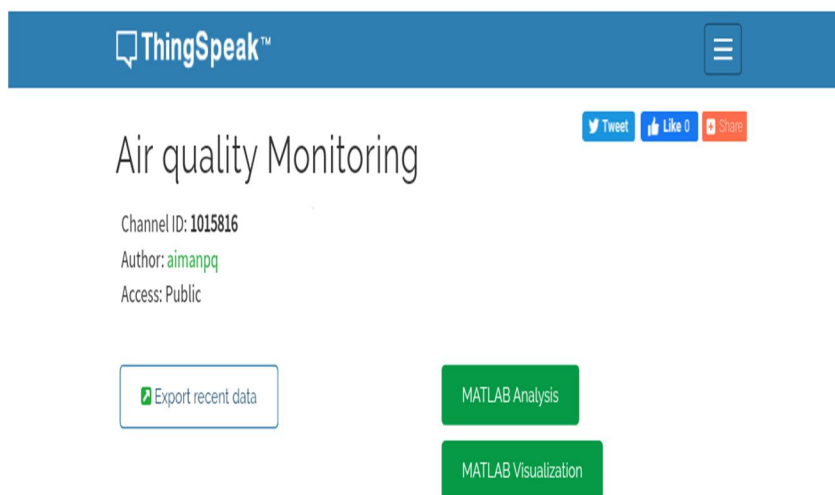 ThingSpeak™
Tweet Like 0 Share
Air quality Monitoring
Channel ID: 1015816
Author: aimanpq
Access: Public
Export recent data MATLAB Analysis
MATLAB Visualization